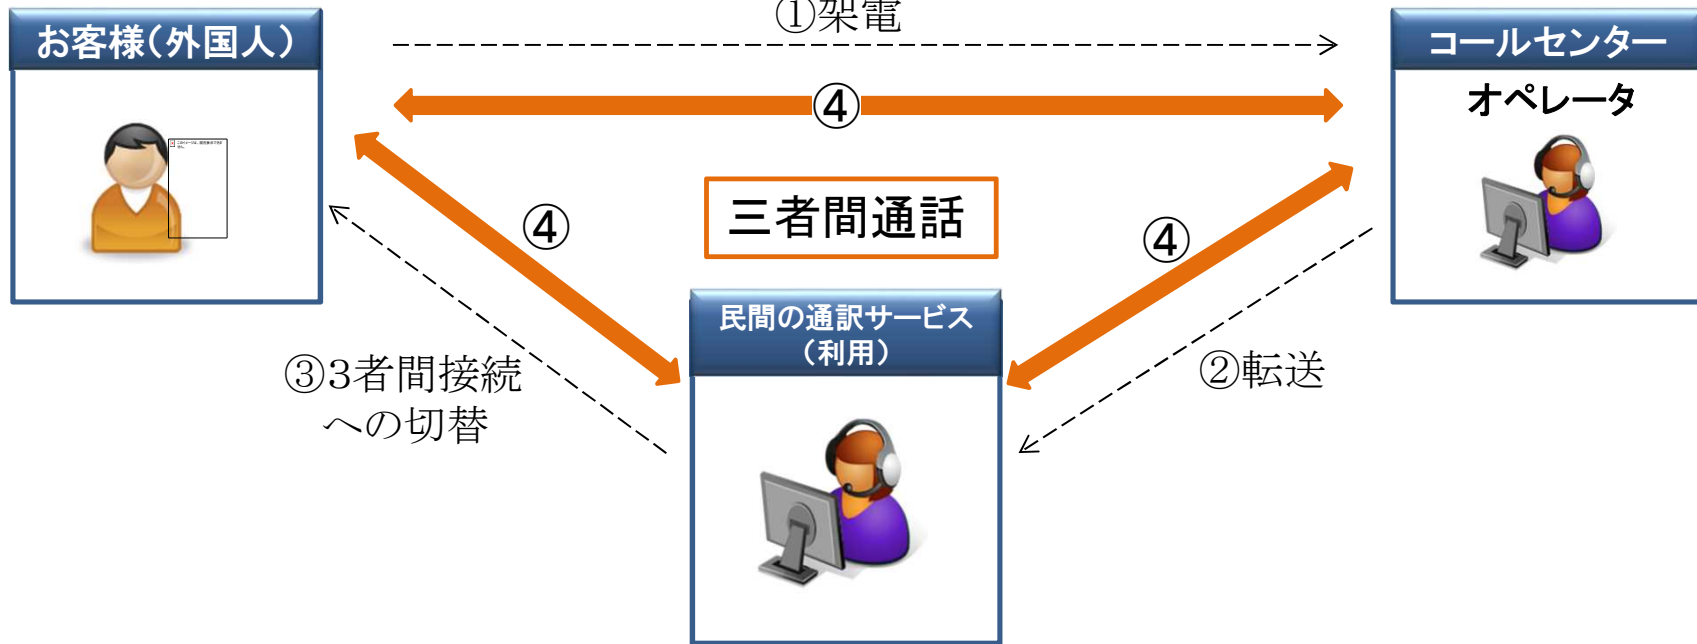 ①架電
お客様（外国人）
コールセンター
オペレータ
④
三者間通話
④
④
民間の通訳サービス
（利用）
③3者間接続
への切替
②転送